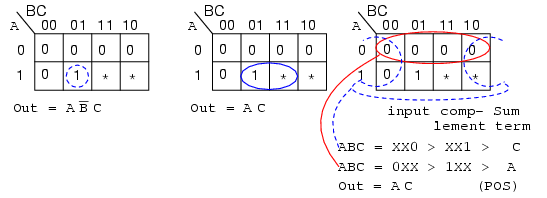 BC
A 00 01 11 10
0 0 0 0 0
1 0 1 * *
Out = A B̅ C
BC
A 00 01 11 10
0 0 0 0 0
1 0 1 * *
Out = A C
BC
A 00 01 11 10
0 0 0 0 0
1 0 1 * *
input comp- Sum
lement term
ABC = XX0 > XX1 > C
ABC = 0XX > 1XX > A
Out = A C (POS)